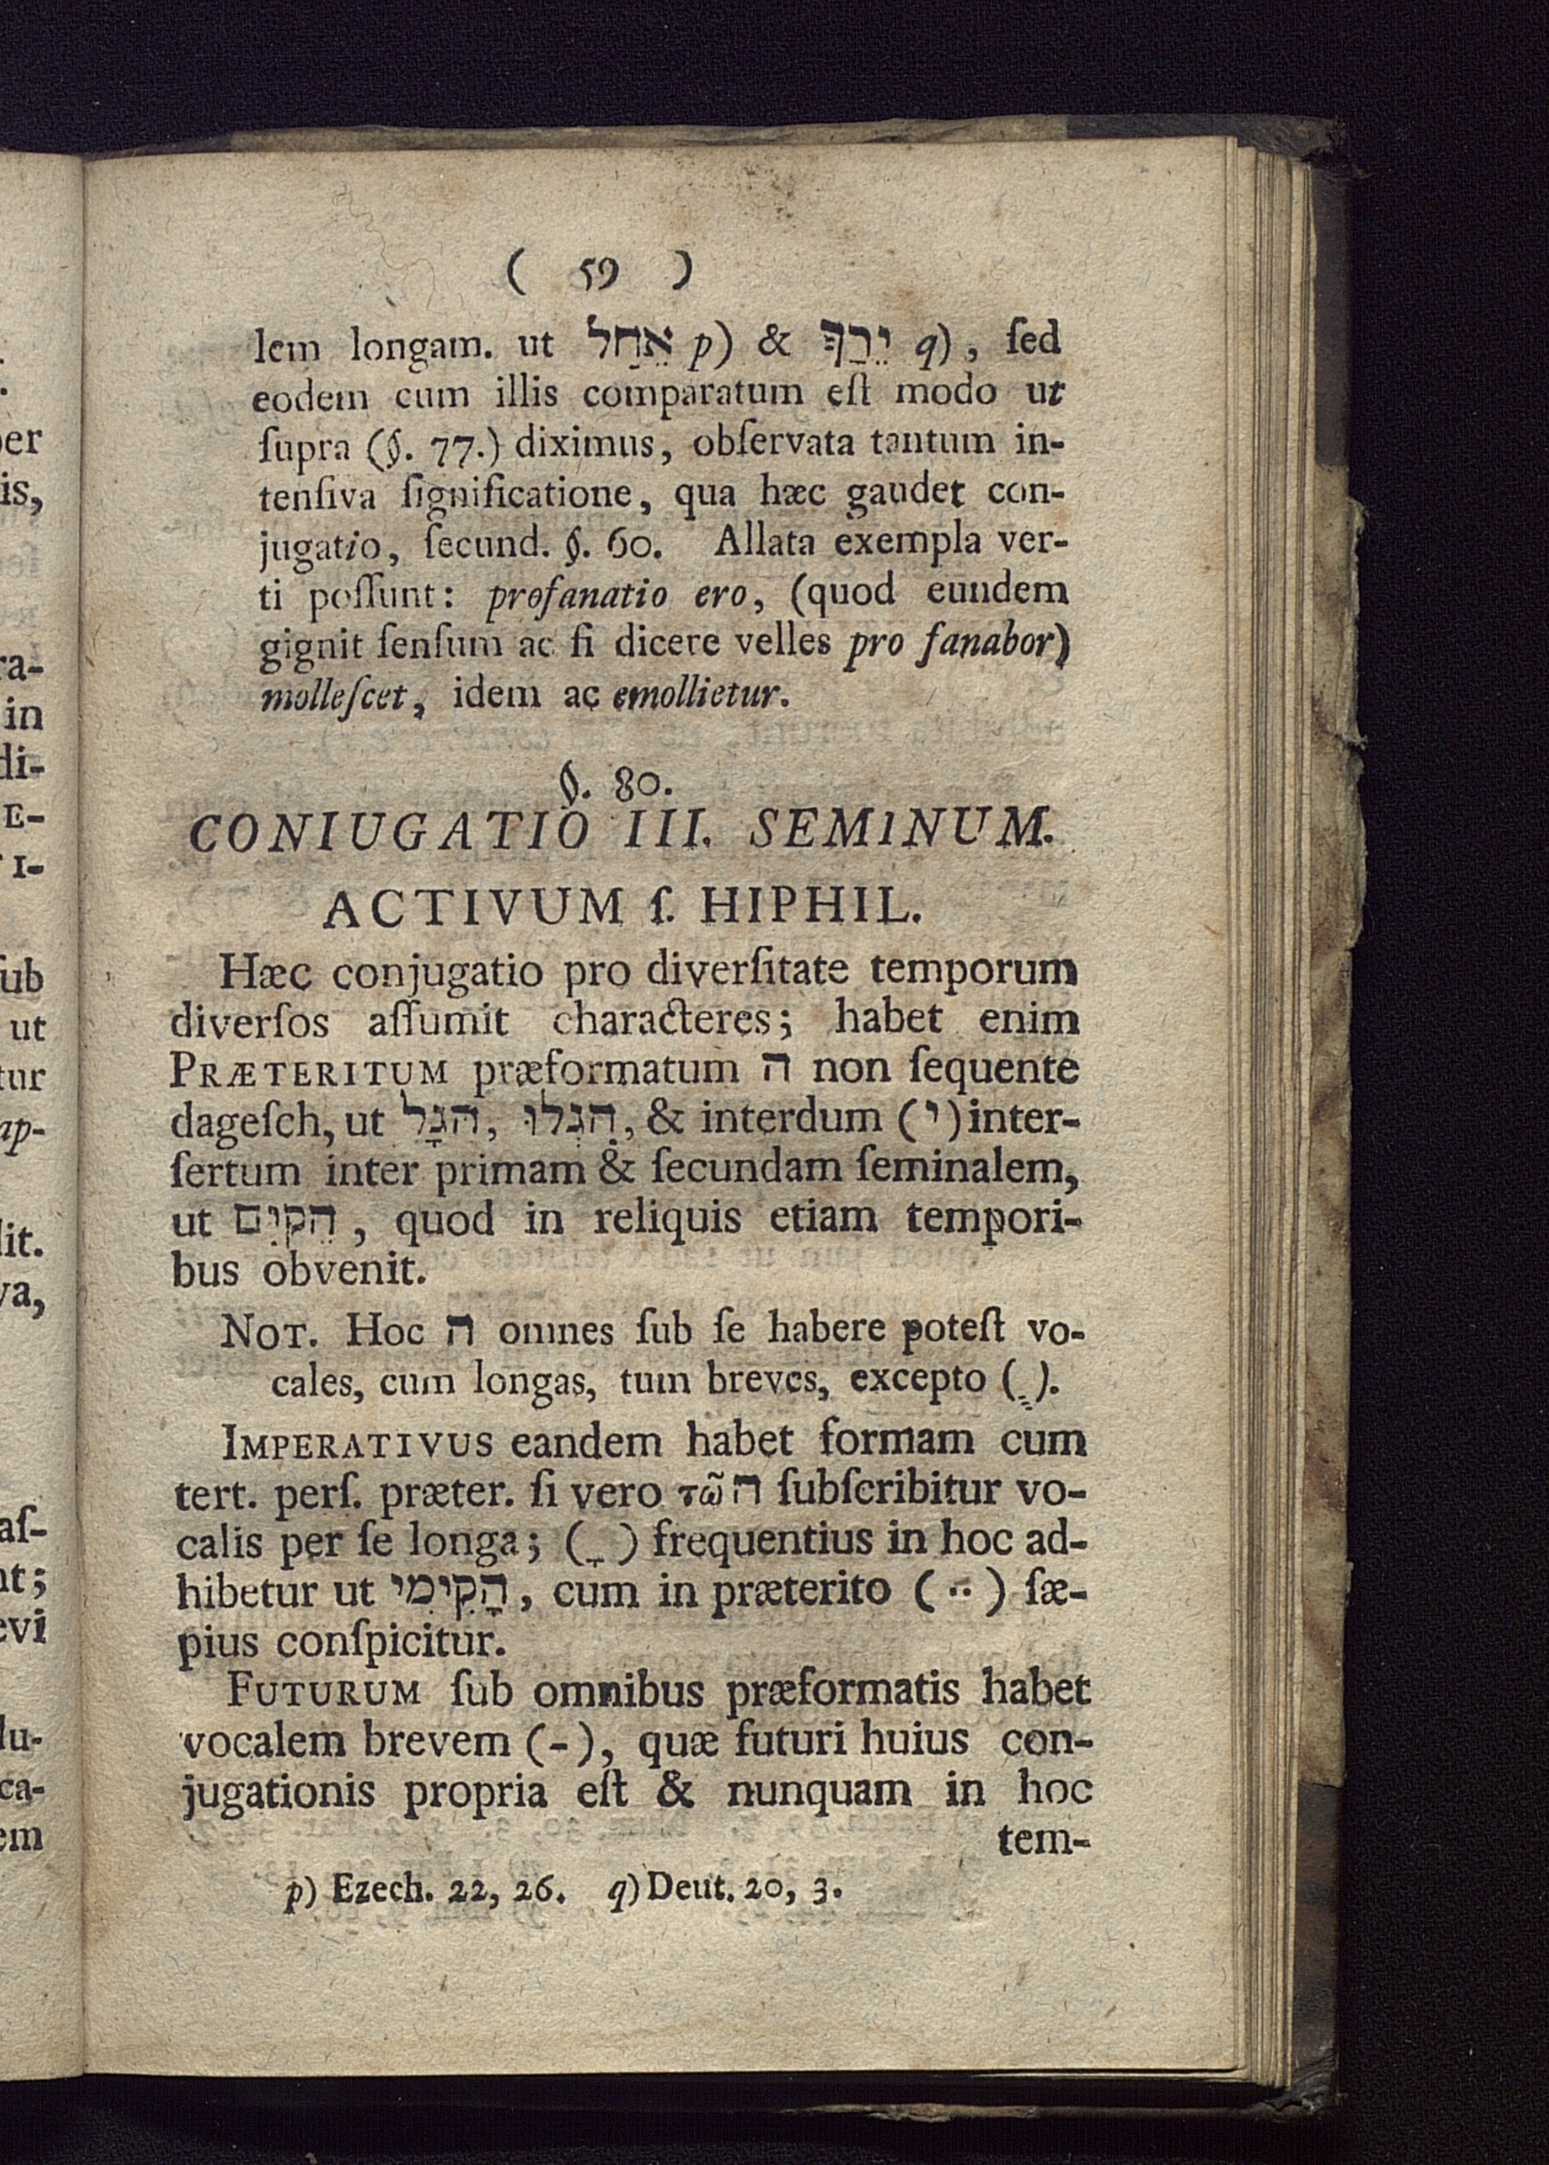 ( 59 )
lem longam. ut אֵחַל p) & יֵרַךְ q), ſed
eodem cum illis comparatum eſt modo ut
ſupra (§. 77.) diximus, obſervata tantum in-
tenſiva ſignificatione, qua hæc gaudet con-
jugatio, ſecund. §. 60. Allata exempla ver-
ti poſſunt: profanatio ero, (quod eundem
gignit ſenſum ac ſi dicere velles pro fanabor)
molleſcet, idem ac emollietur.
§. 80.
CONIUGATIO III. SEMINUM.
ACTIVUM ſ. HIPHIL.
Hæc conjugatio pro diverſitate temporum
diverſos aſſumit characteres; habet enim
PRÆTERITUM præformatum ה non ſequente
dageſch, ut הגָּל, הִגְלוּ, & interdum (י) inter-
ſertum inter primam & ſecundam ſeminalem,
ut הֵקִים, quod in reliquis etiam tempori-
bus obvenit.
NOT. Hoc ה omnes ſub ſe habere poteſt vo-
cales, cum longas, tum breves, excepto (ֱ).
IMPERATIVUS eandem habet formam cum
tert. perſ. præter. ſi vero τῶ ה ſubſcribitur vo-
calis per ſe longa; (ָ) frequentius in hoc ad-
hibetur ut הָקִימִי, cum in præterito (ֵ) ſæ-
pius conſpicitur.
FUTURUM ſub omnibus præformatis habet
vocalem brevem (-), quæ futuri huius con-
jugationis propria eſt & nunquam in hoc
tem-
p) Ezech. 22, 26. q) Deut. 20, 3.